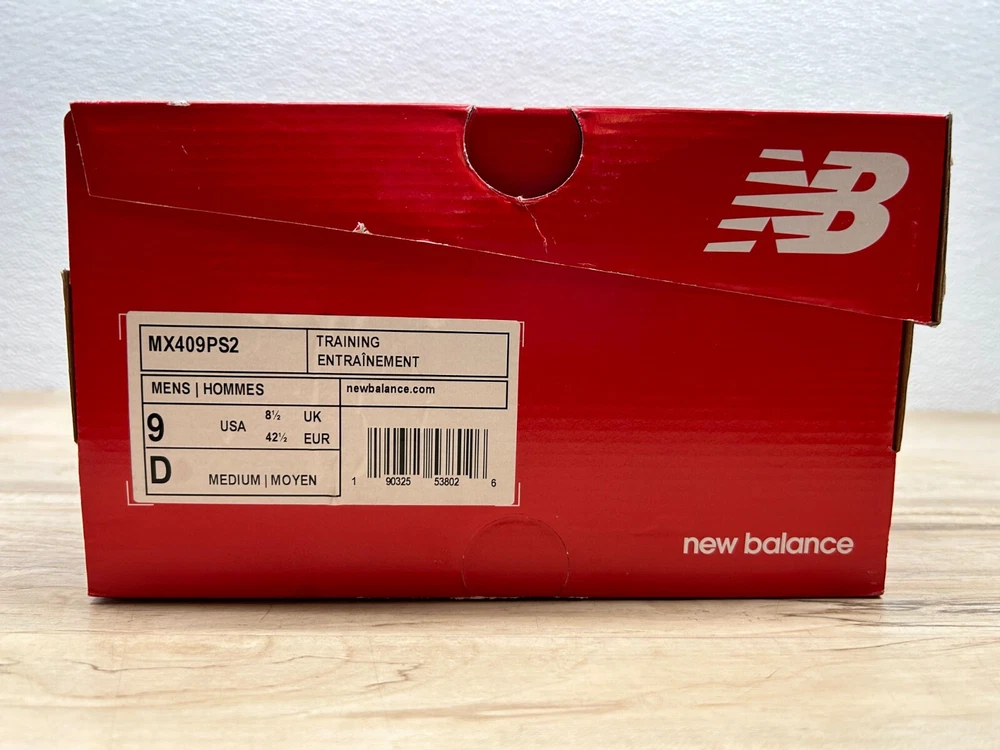 NB
MX409PS2
TRAINING
ENTRAÎNEMENT
MENS | HOMMES
newbalance.com
9 USA 8½ UK
42½ EUR
D MEDIUM | MOYEN
1 90325 53802 6
new balance